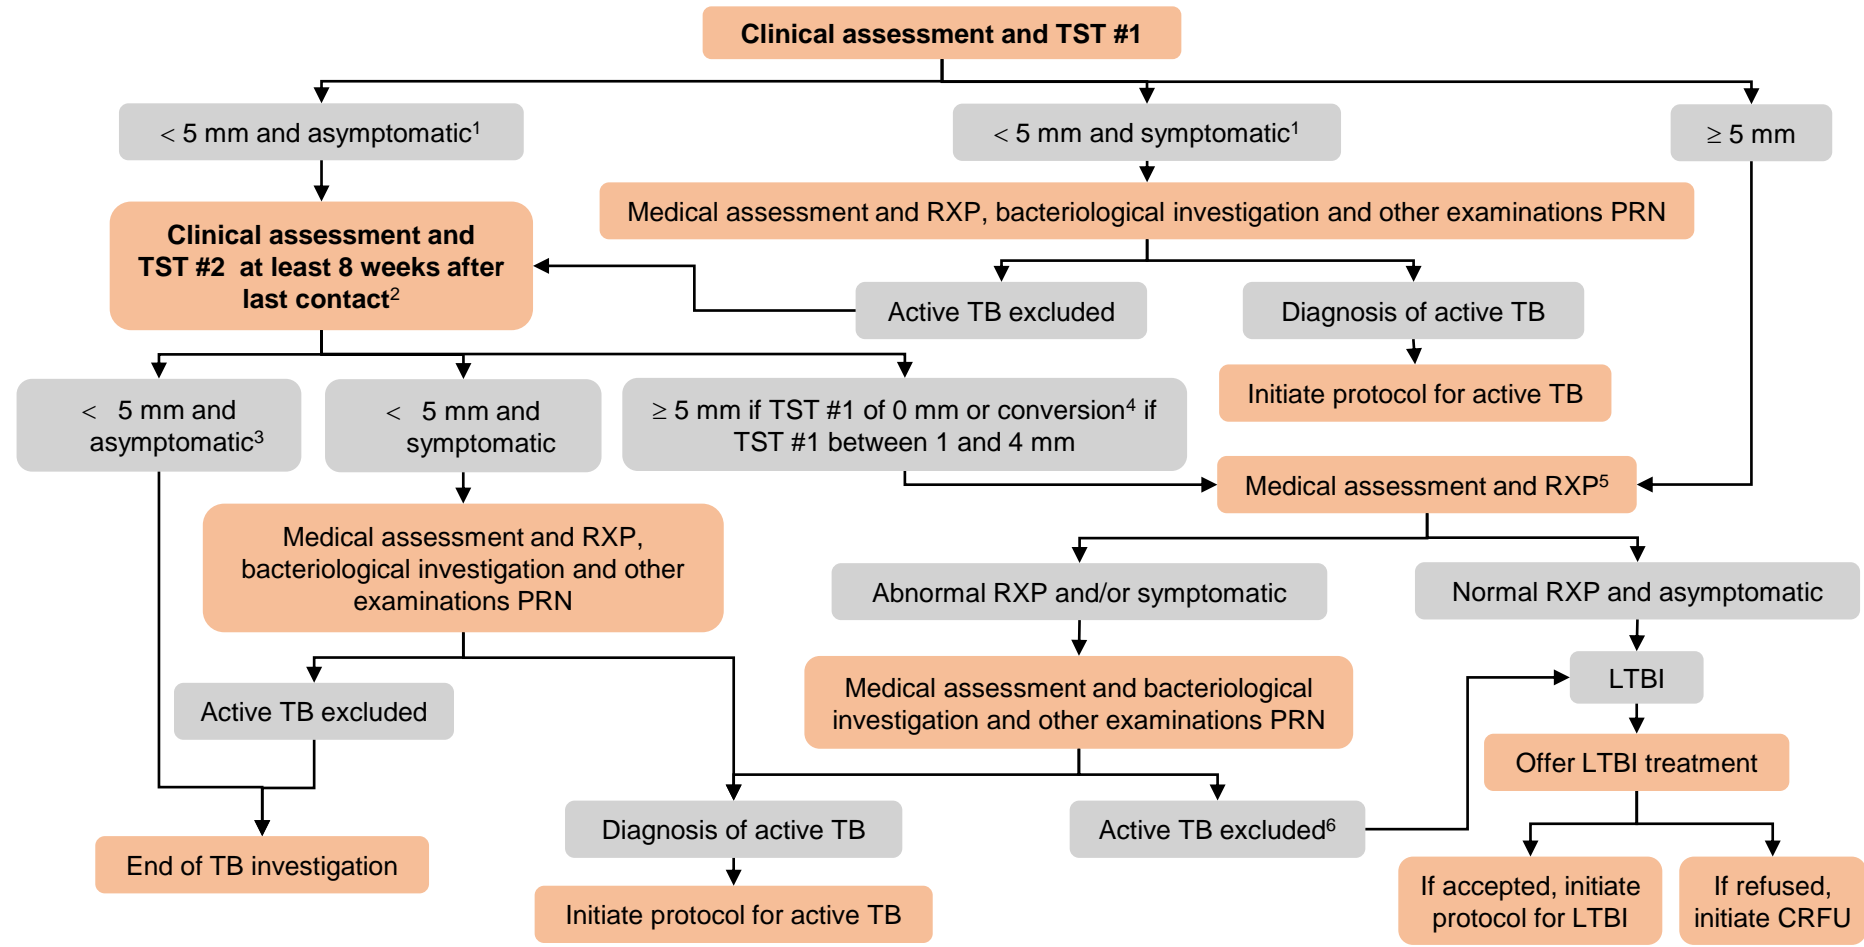 Clinical assessment and TST #1
< 5 mm and asymptomatic¹
< 5 mm and symptomatic¹
≥ 5 mm
Medical assessment and RXP, bacteriological investigation and other examinations PRN
Clinical assessment and
TST #2 at least 8 weeks after
last contact²
Active TB excluded
Diagnosis of active TB
Initiate protocol for active TB
< 5 mm and
asymptomatic³
< 5 mm and
symptomatic
≥ 5 mm if TST #1 of 0 mm or conversion⁴ if
TST #1 between 1 and 4 mm
Medical assessment and RXP⁵
Medical assessment and RXP,
bacteriological investigation and other
examinations PRN
Abnormal RXP and/or symptomatic
Normal RXP and asymptomatic
Active TB excluded
Medical assessment and bacteriological
investigation and other examinations PRN
LTBI
Offer LTBI treatment
Diagnosis of active TB
Active TB excluded⁶
End of TB investigation
Initiate protocol for active TB
If accepted, initiate
protocol for LTBI
If refused,
initiate CRFU